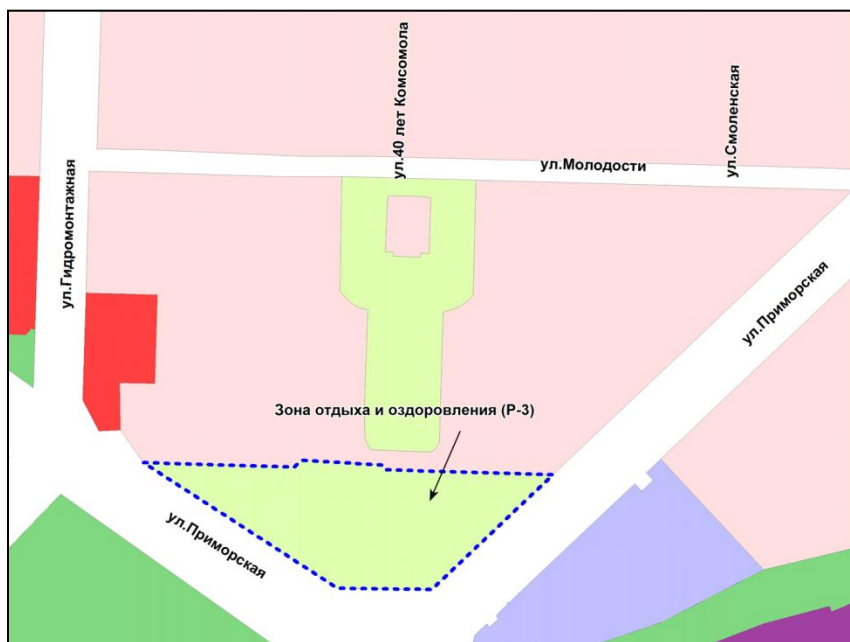 ул.40 лет Комсомола
ул.Смоленская
ул.Молодости
ул.Гидромонтажная
ул.Приморская
Зона отдыха и оздоровления (Р-3)
ул.Приморская